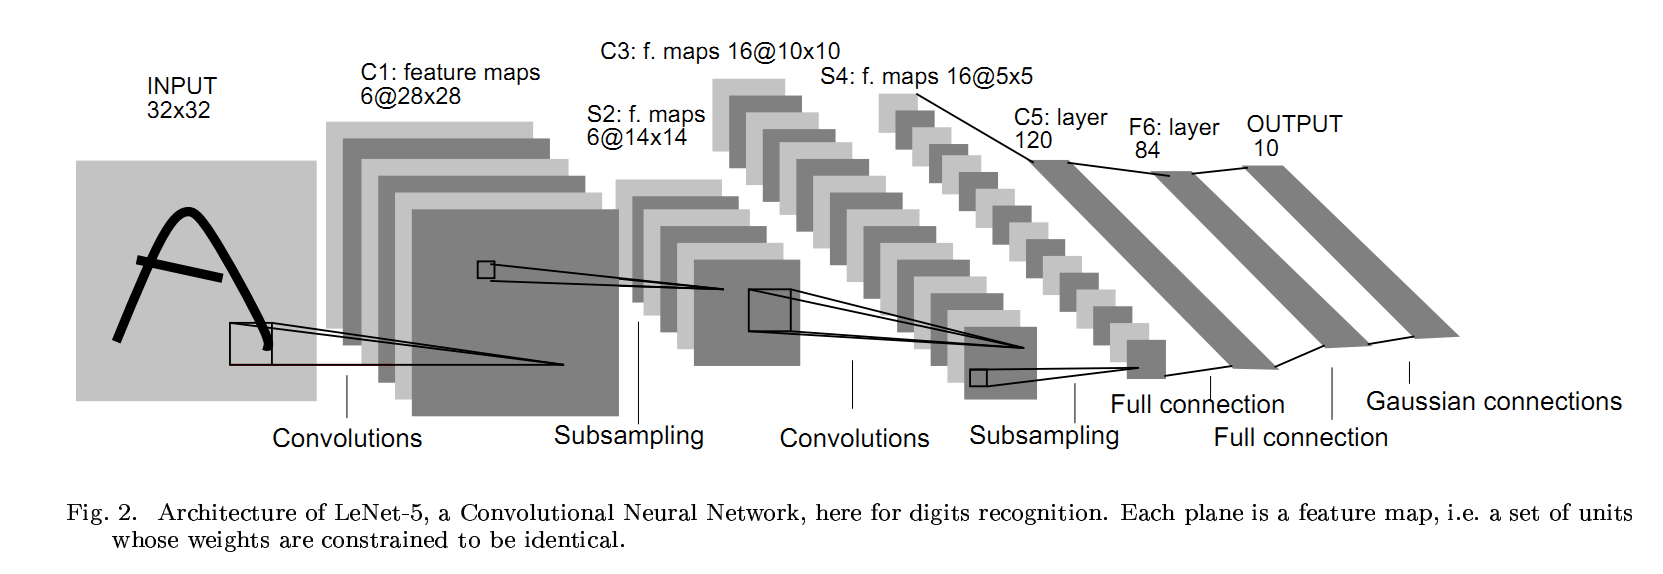 INPUT
32x32
C1: feature maps
6@28x28
S2: f. maps
6@14x14
C3: f. maps 16@10x10
S4: f. maps 16@5x5
C5: layer
120
F6: layer
84
OUTPUT
10
Convolutions
Subsampling
Convolutions
Subsampling
Full connection
Full connection
Gaussian connections
Fig. 2. Architecture of LeNet-5, a Convolutional Neural Network, here for digits recognition. Each plane is a feature map, i.e. a set of units
whose weights are constrained to be identical.